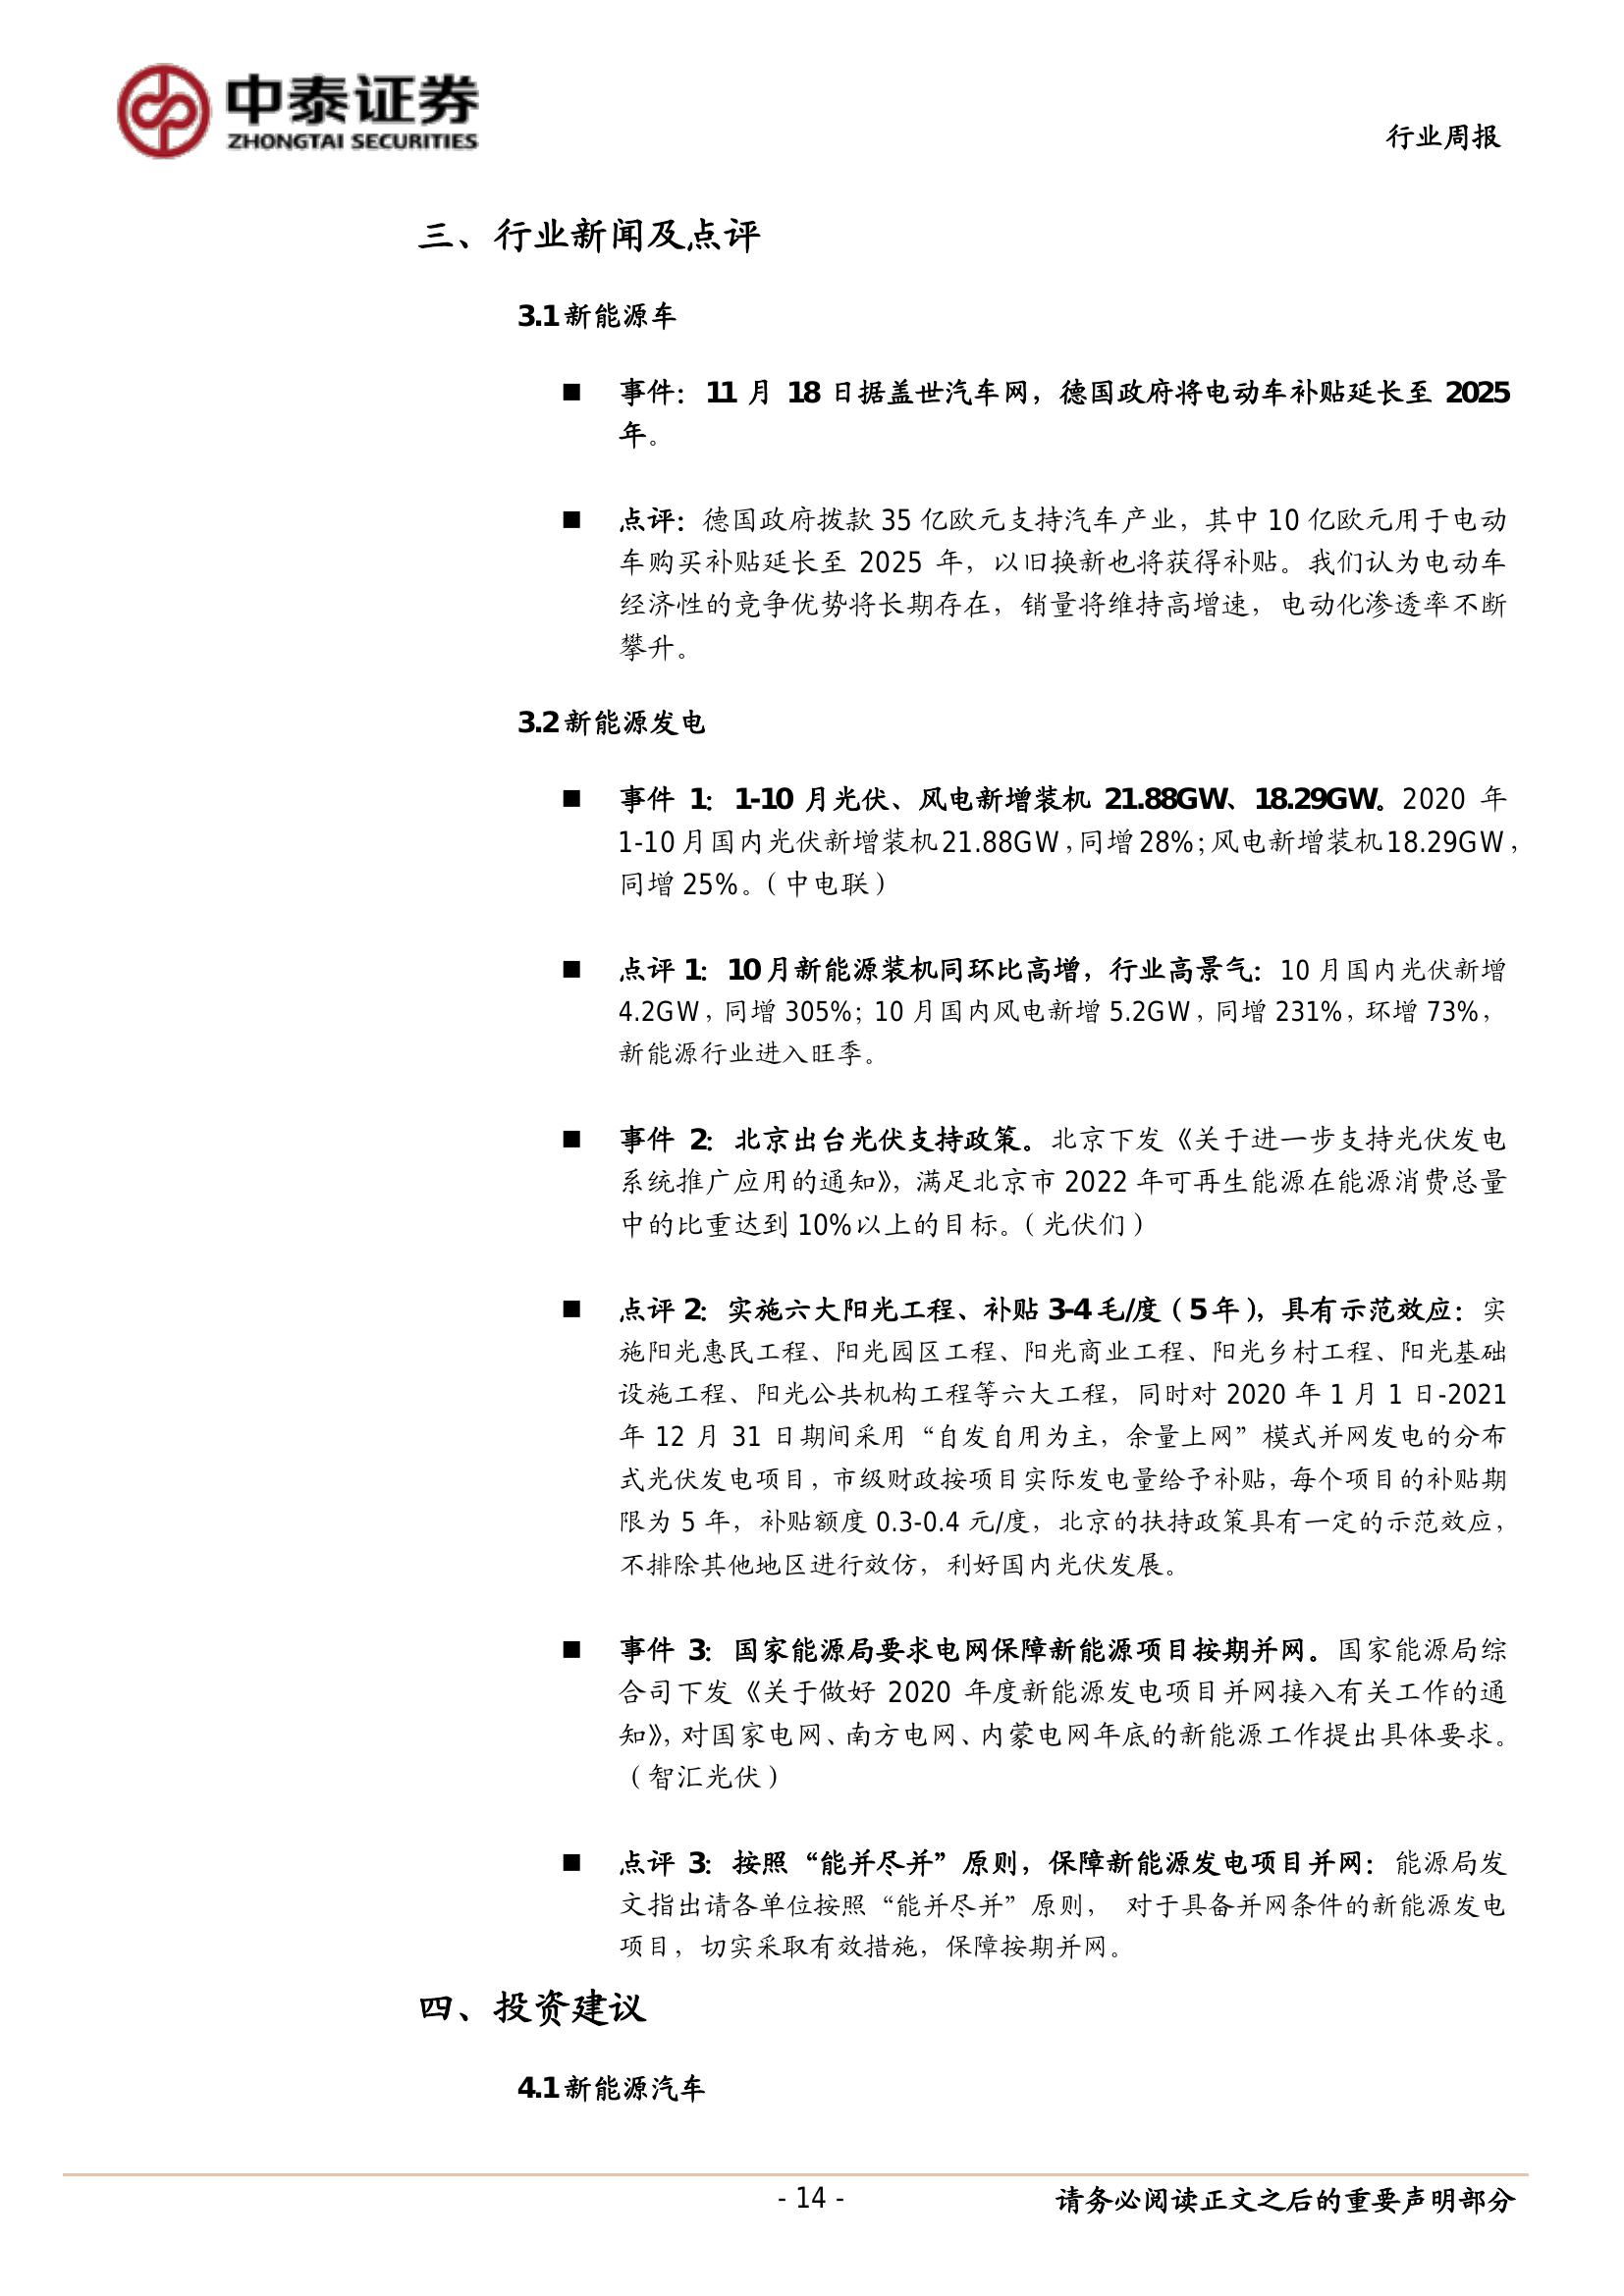 中泰证券
ZHONGTAI SECURITIES
行业周报
三、行业新闻及点评
3.1 新能源车
■ 事件：11 月 18 日据盖世汽车网，德国政府将电动车补贴延长至 2025
年。
■ 点评：德国政府拨款 35 亿欧元支持汽车产业，其中 10 亿欧元用于电动
车购买补贴延长至 2025 年，以旧换新也将获得补贴。我们认为电动车
经济性的竞争优势将长期存在，销量将维持高增速，电动化渗透率不断
攀升。
3.2 新能源发电
■ 事件 1：1-10 月光伏、风电新增装机 21.88GW、18.29GW。2020 年
1-10 月国内光伏新增装机 21.88GW，同增 28%；风电新增装机 18.29GW，
同增 25%。（中电联）
■ 点评 1：10 月新能源装机同环比高增，行业高景气：10 月国内光伏新增
4.2GW，同增 305%；10 月国内风电新增 5.2GW，同增 231%，环增 73%，
新能源行业进入旺季。
■ 事件 2：北京出台光伏支持政策。北京下发《关于进一步支持光伏发电
系统推广应用的通知》，满足北京市 2022 年可再生能源在能源消费总量
中的比重达到 10%以上的目标。（光伏们）
■ 点评 2：实施六大阳光工程、补贴 3-4 毛/度（5 年），具有示范效应：实
施阳光惠民工程、阳光园区工程、阳光商业工程、阳光乡村工程、阳光基础
设施工程、阳光公共机构工程等六大工程，同时对 2020 年 1 月 1 日-2021
年 12 月 31 日期间采用“自发自用为主，余量上网”模式并网发电的分布
式光伏发电项目，市级财政按项目实际发电量给予补贴，每个项目的补贴期
限为 5 年，补贴额度 0.3-0.4 元/度，北京的扶持政策具有一定的示范效应，
不排除其他地区进行效仿，利好国内光伏发展。
■ 事件 3：国家能源局要求电网保障新能源项目按期并网。国家能源局综
合司下发《关于做好 2020 年度新能源发电项目并网接入有关工作的通
知》，对国家电网、南方电网、内蒙电网年底的新能源工作提出具体要求。
（智汇光伏）
■ 点评 3：按照“能并尽并”原则，保障新能源发电项目并网：能源局发
文指出请各单位按照“能并尽并”原则， 对于具备并网条件的新能源发电
项目，切实采取有效措施，保障按期并网。
四、投资建议
4.1 新能源汽车
- 14 -
请务必阅读正文之后的重要声明部分